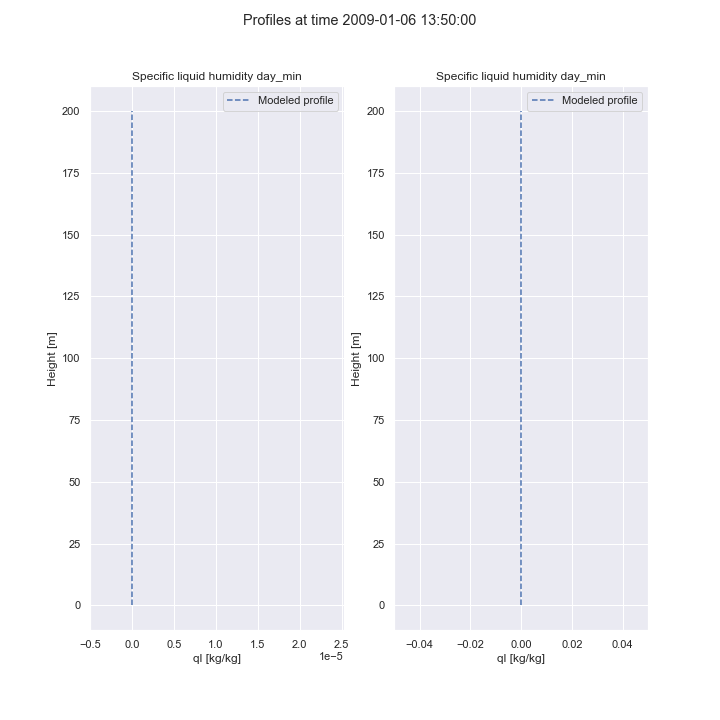 Profiles at time 2009-01-06 13:50:00
Specific liquid humidity day_min
Modeled profile
200
175
150
125
100
75
50
25
0
Height [m]
−0.5 0.0 0.5 1.0 1.5 2.0 2.5
1e−5
ql [kg/kg]
Specific liquid humidity day_min
Modeled profile
200
175
150
125
100
75
50
25
0
Height [m]
−0.04 −0.02 0.00 0.02 0.04
ql [kg/kg]